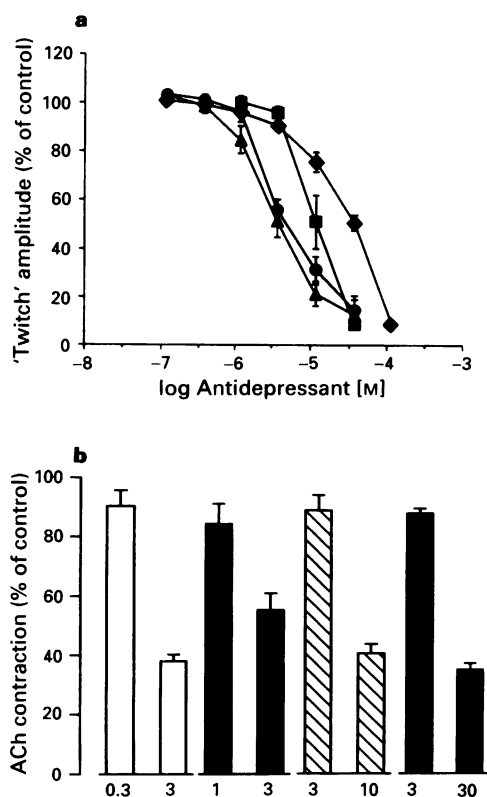 a
'Twitch' amplitude (% of control)
120
100
80
60
40
20
0
–8 –7 –6 –5 –4 –3
log Antidepressant [M]
b
ACh contraction (% of control)
100
80
60
40
20
0
0.3 3 1 3 3 10 3 30